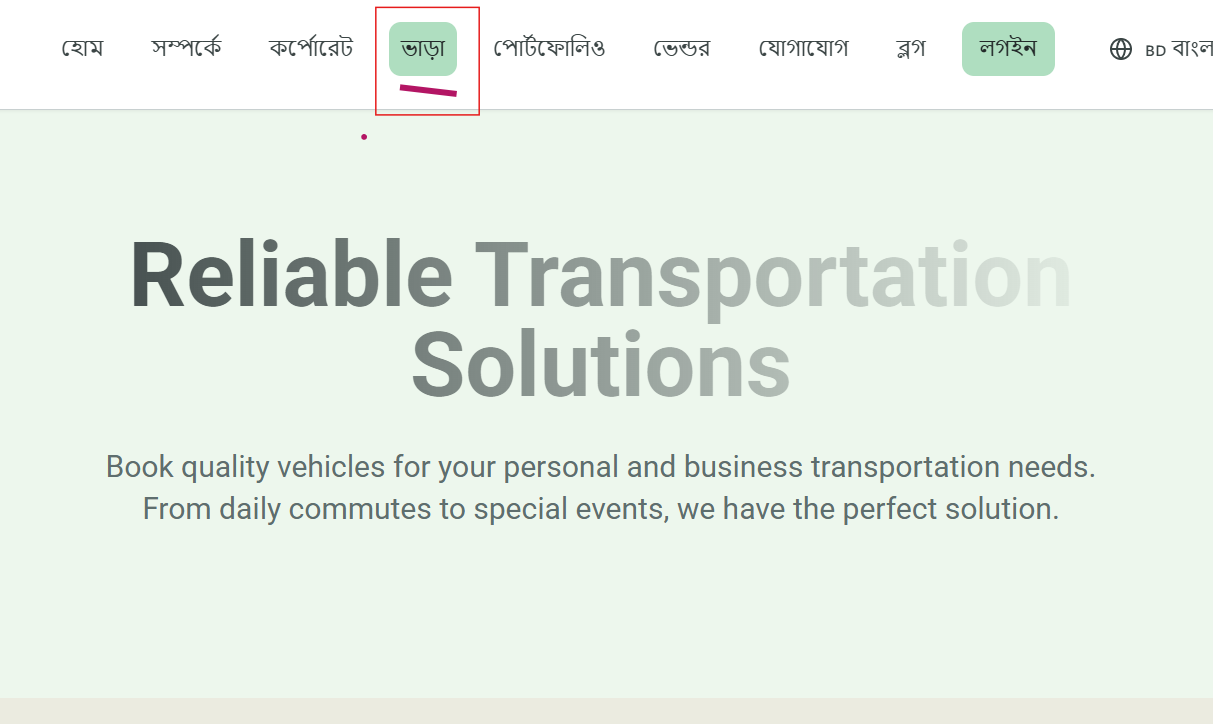 হোম সম্পর্কে কর্পোরেট ভাড়া পোর্টফোলিও ভেন্ডর যোগাযোগ ব্লগ লগইন BD বাংল
Reliable Transportation
Solutions
Book quality vehicles for your personal and business transportation needs.
From daily commutes to special events, we have the perfect solution.